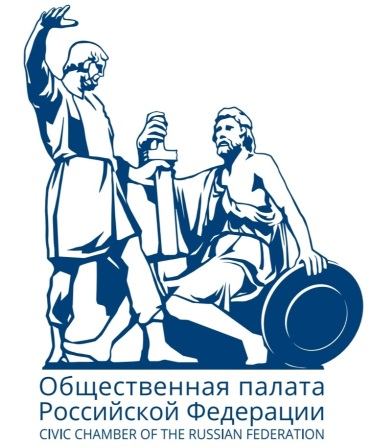 Общественная палата
Российской Федерации
CIVIC CHAMBER OF THE RUSSIAN FEDERATION